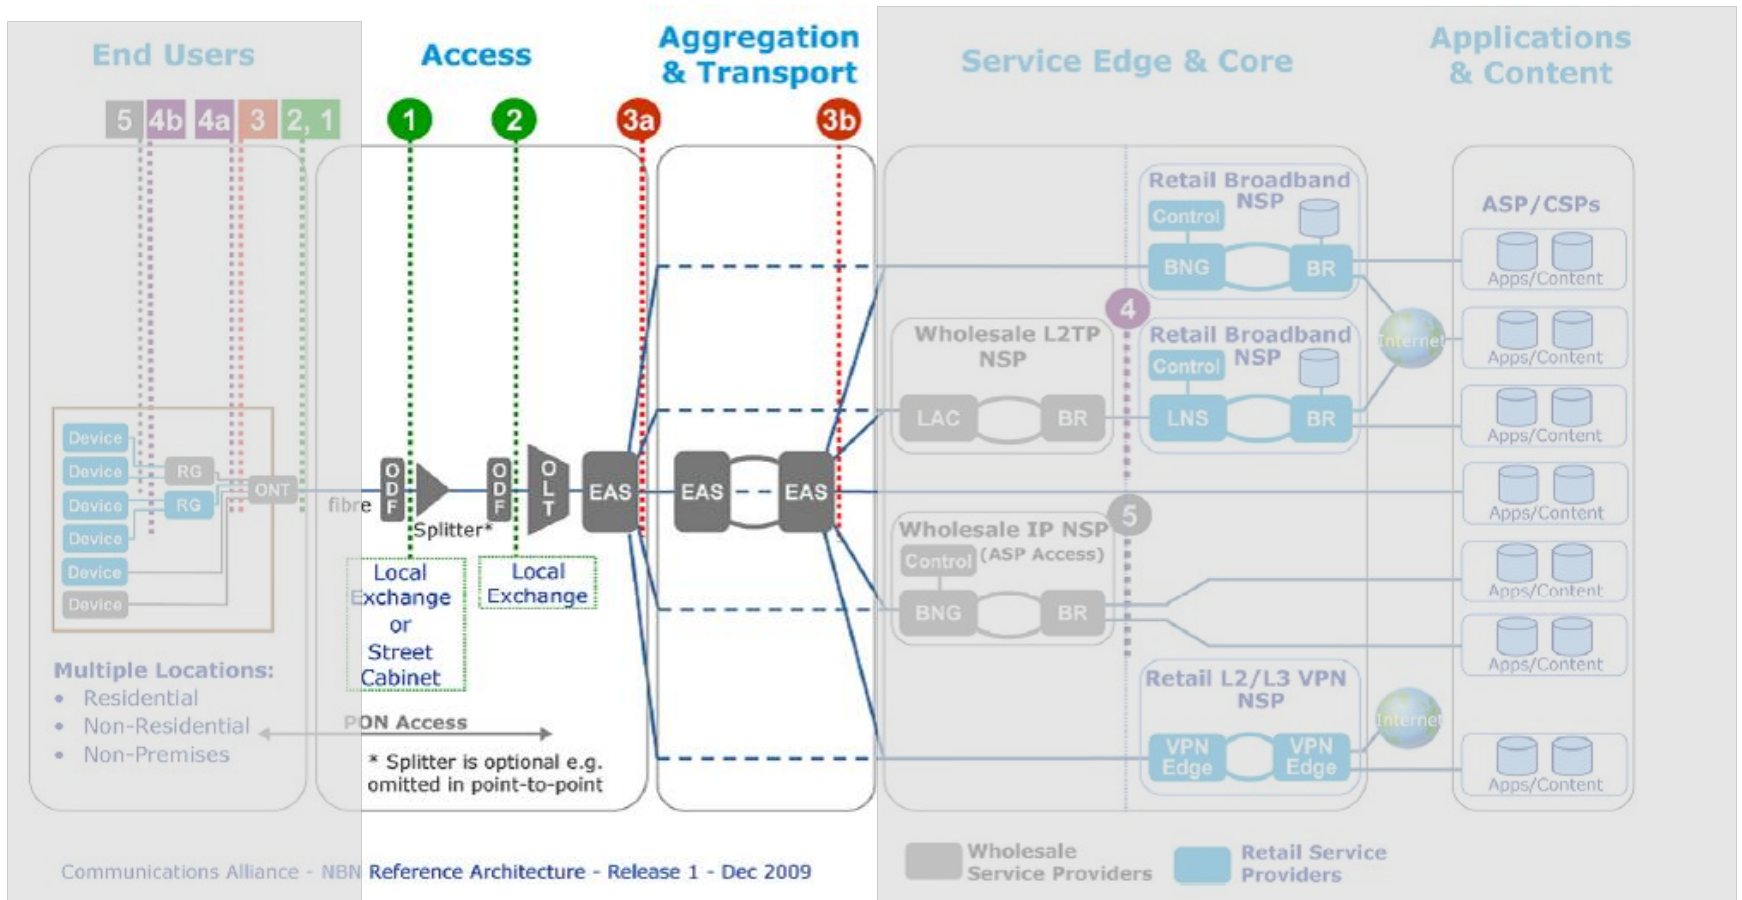 End Users
Access
Aggregation
& Transport
Service Edge & Core
Applications
& Content
5
4b
4a
3
2, 1
1
2
3a
3b
Retail Broadband
NSP
Control
BNG
BR
ASP/CSPs
Apps/Content
4
Wholesale L2TP
NSP
LAC
BR
Retail Broadband
NSP
Control
LNS
BR
Internet
Apps/Content
Apps/Content
Device
Device
Device
Device
Device
Device
RG
RG
ONT
fibre
ODF
Splitter*
ODF
OLT
EAS
EAS
EAS
Apps/Content
5
Wholesale IP NSP
Control
(ASP Access)
BNG
BR
Apps/Content
Apps/Content
Local
Exchange
or
Street
Cabinet
Local
Exchange
Multiple Locations:
• Residential
• Non-Residential
• Non-Premises
PON Access
* Splitter is optional e.g.
omitted in point-to-point
Retail L2/L3 VPN
NSP
VPN
Edge
VPN
Edge
Internet
Apps/Content
Communications Alliance - NBN Reference Architecture - Release 1 - Dec 2009
Wholesale
Service Providers
Retail Service
Providers